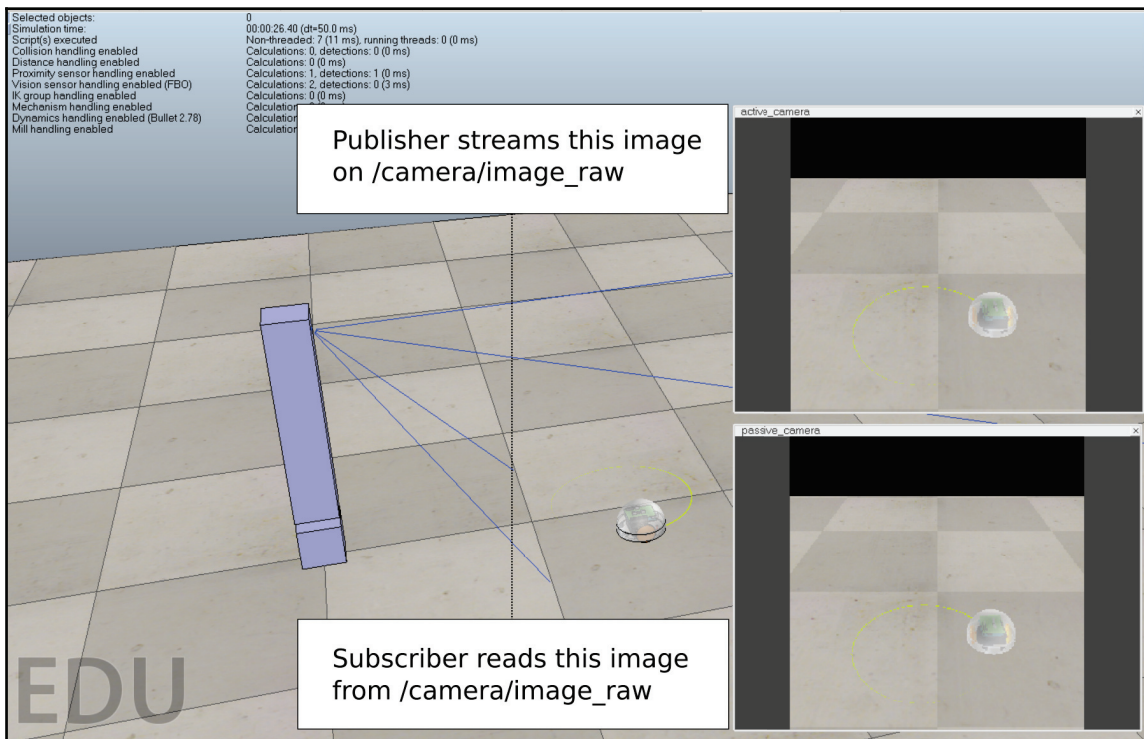 Selected objects: 0
Simulation time: 00:00:26.40 (dt=50.0 ms)
Script(s) executed Non-threaded: 7 (11 ms), running threads: 0 (0 ms)
Collision handling enabled Calculations: 0, detections: 0 (0 ms)
Distance handling enabled Calculations: 0 (0 ms)
Proximity sensor handling enabled Calculations: 1, detections: 1 (0 ms)
Vision sensor handling enabled (FBO) Calculations: 2, detections: 0 (3 ms)
IK group handling enabled Calculations: 0 (0 ms)
Mechanism handling enabled
Dynamics handling enabled (Bullet 2.78)
Mill handling enabled
Publisher streams this image
on /camera/image_raw
active_camera
passive_camera
Subscriber reads this image
from /camera/image_raw
EDU